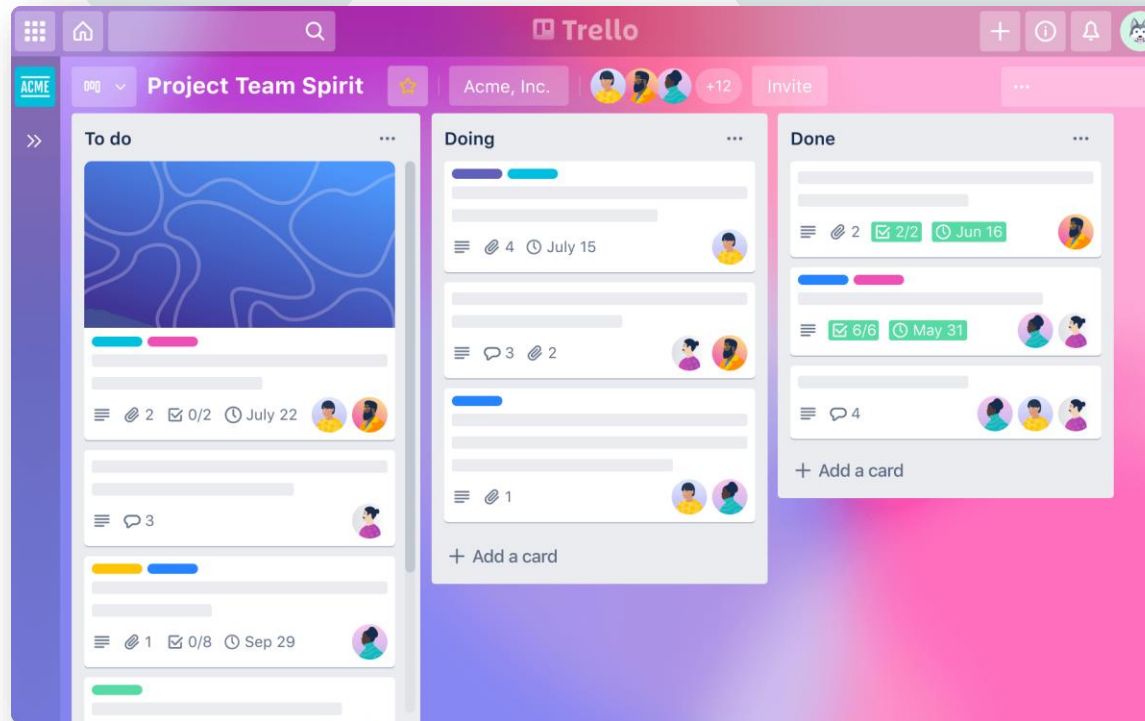 Trello
ACME
Project Team Spirit
Acme, Inc.
+12
Invite
To do
2 0/2 July 22
3
1 0/8 Sep 29
Doing
4 July 15
3 2
1
+ Add a card
Done
2 2/2 Jun 16
6/6 May 31
4
+ Add a card